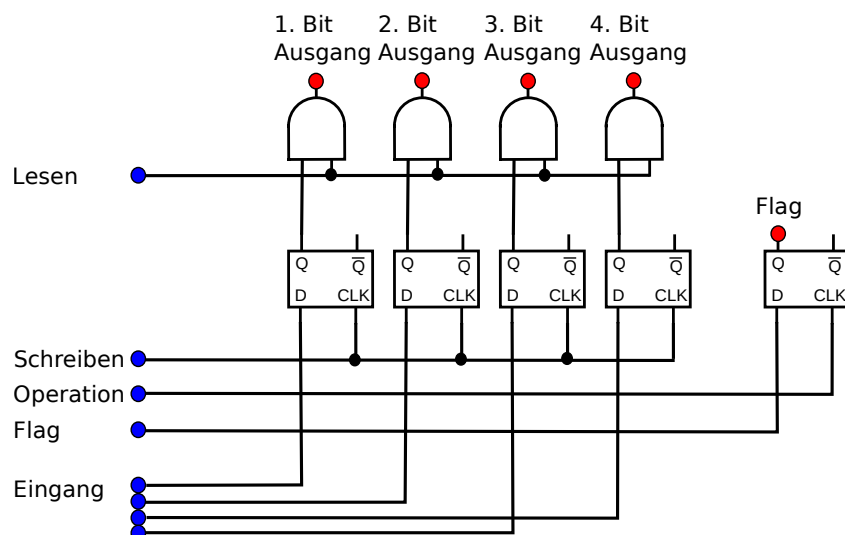 1. Bit 2. Bit 3. Bit 4. Bit
Ausgang Ausgang Ausgang Ausgang
Lesen
Flag
Q Q̅ Q Q̅ Q Q̅ Q Q̅ Q Q̅
D CLK D CLK D CLK D CLK D CLK
Schreiben
Operation
Flag
Eingang